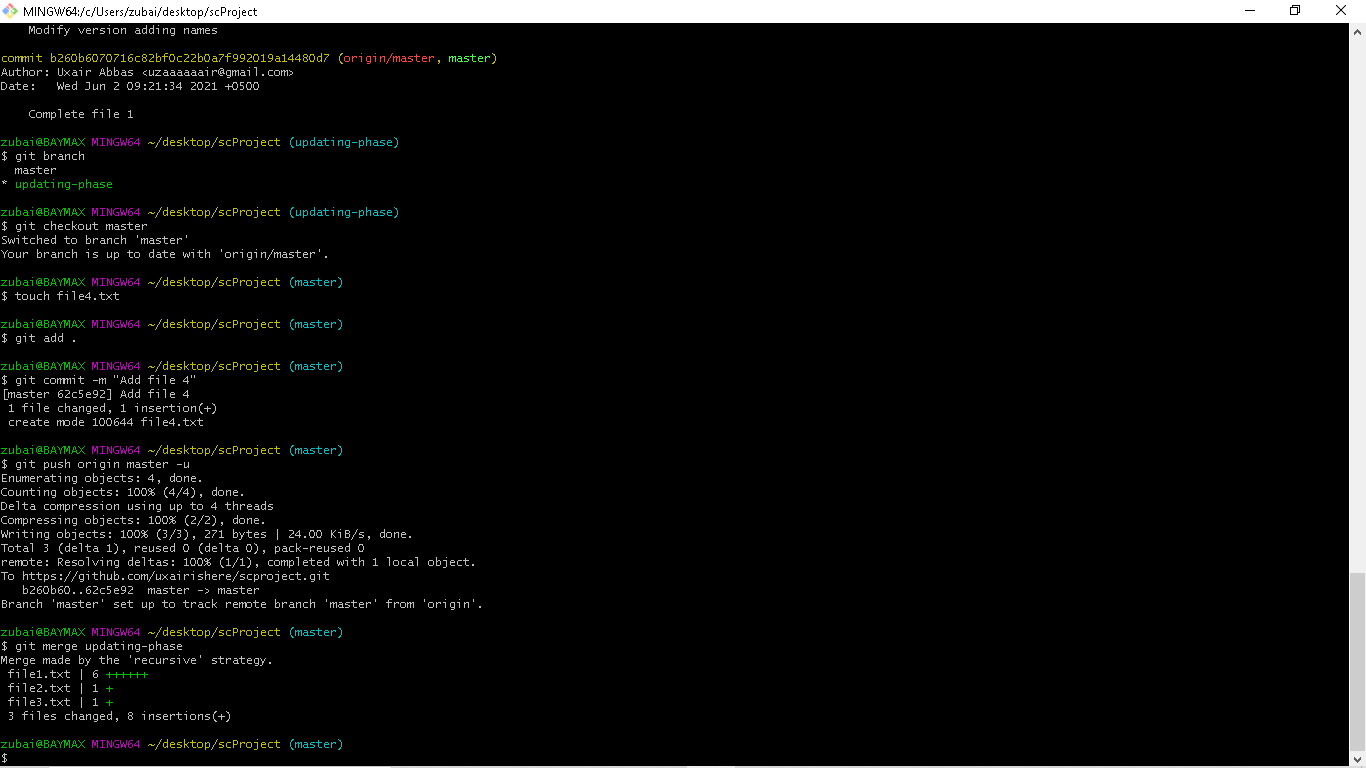 MINGW64:/c/Users/zubai/desktop/scProject
    Modify version adding names
commit b260b6070716c82bf0c22b0a7f992019a14480d7 (origin/master, master)
Author: Uxair Abbas <uzaaaaaair@gmail.com>
Date:   Wed Jun 2 09:21:34 2021 +0500
    Complete file 1
zubai@BAYMAX MINGW64 ~/desktop/scProject (updating-phase)
$ git branch
  master
* updating-phase
zubai@BAYMAX MINGW64 ~/desktop/scProject (updating-phase)
$ git checkout master
Switched to branch 'master'
Your branch is up to date with 'origin/master'.
zubai@BAYMAX MINGW64 ~/desktop/scProject (master)
$ touch file4.txt
zubai@BAYMAX MINGW64 ~/desktop/scProject (master)
$ git add .
zubai@BAYMAX MINGW64 ~/desktop/scProject (master)
$ git commit -m "Add file 4"
[master 62c5e92] Add file 4
 1 file changed, 1 insertion(+)
 create mode 100644 file4.txt
zubai@BAYMAX MINGW64 ~/desktop/scProject (master)
$ git push origin master -u
Enumerating objects: 4, done.
Counting objects: 100% (4/4), done.
Delta compression using up to 4 threads
Compressing objects: 100% (2/2), done.
Writing objects: 100% (3/3), 271 bytes | 24.00 KiB/s, done.
Total 3 (delta 1), reused 0 (delta 0), pack-reused 0
remote: Resolving deltas: 100% (1/1), completed with 1 local object.
To https://github.com/uxairishere/scproject.git
   b260b60..62c5e92  master -> master
Branch 'master' set up to track remote branch 'master' from 'origin'.
zubai@BAYMAX MINGW64 ~/desktop/scProject (master)
$ git merge updating-phase
Merge made by the 'recursive' strategy.
 file1.txt | 6 ++++++
 file2.txt | 1 +
 file3.txt | 1 +
 3 files changed, 8 insertions(+)
zubai@BAYMAX MINGW64 ~/desktop/scProject (master)
$